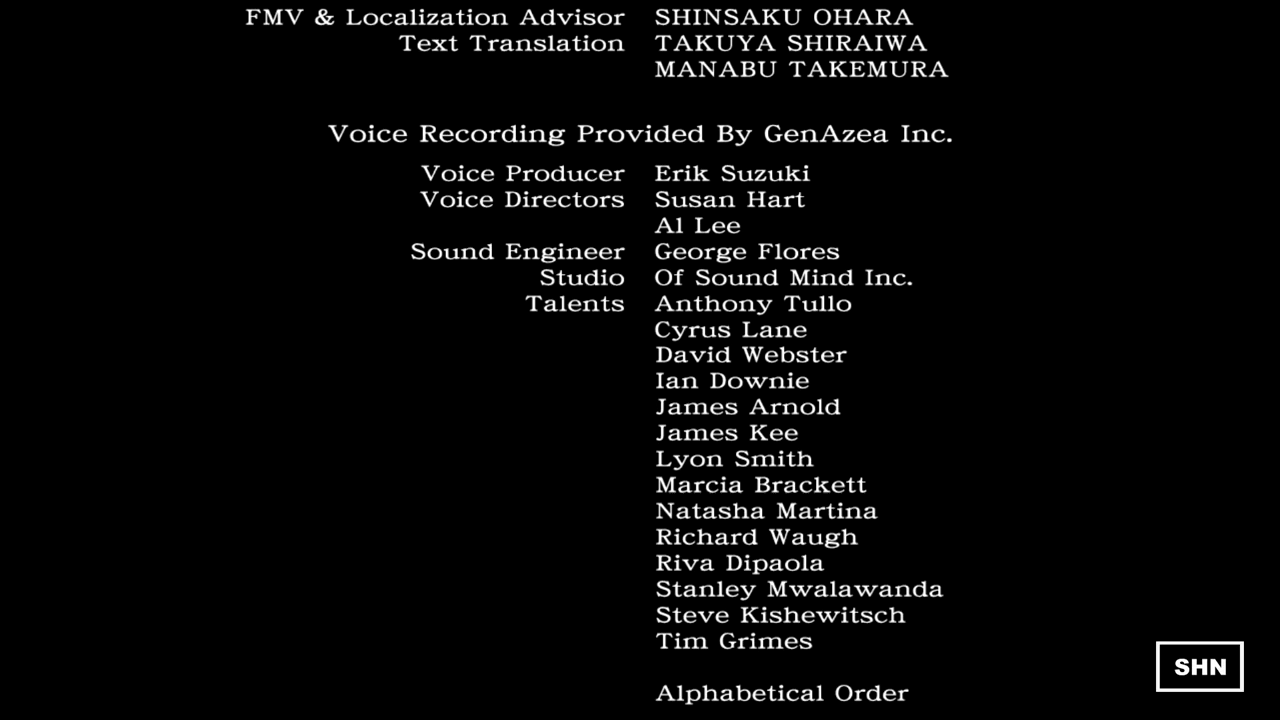 FMV & Localization Advisor SHINSAKU OHARA
Text Translation TAKUYA SHIRAIWA
MANABU TAKEMURA
Voice Recording Provided By GenAzea Inc.
Voice Producer Erik Suzuki
Voice Directors Susan Hart
Al Lee
Sound Engineer George Flores
Studio Of Sound Mind Inc.
Talents Anthony Tullo
Cyrus Lane
David Webster
Ian Downie
James Arnold
James Kee
Lyon Smith
Marcia Brackett
Natasha Martina
Richard Waugh
Riva Dipaola
Stanley Mwalawanda
Steve Kishewitsch
Tim Grimes
Alphabetical Order
SHN